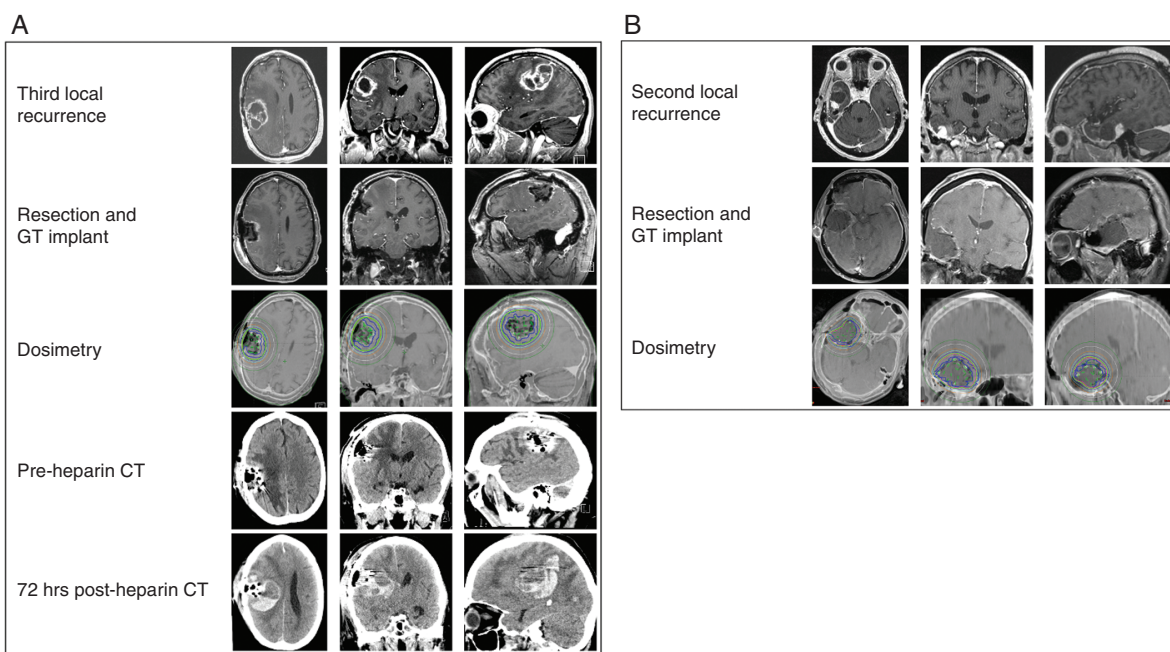 A
Third local
recurrence
Resection and
GT implant
Dosimetry
Pre-heparin CT
72 hrs post-heparin CT
B
Second local
recurrence
Resection and
GT implant
Dosimetry